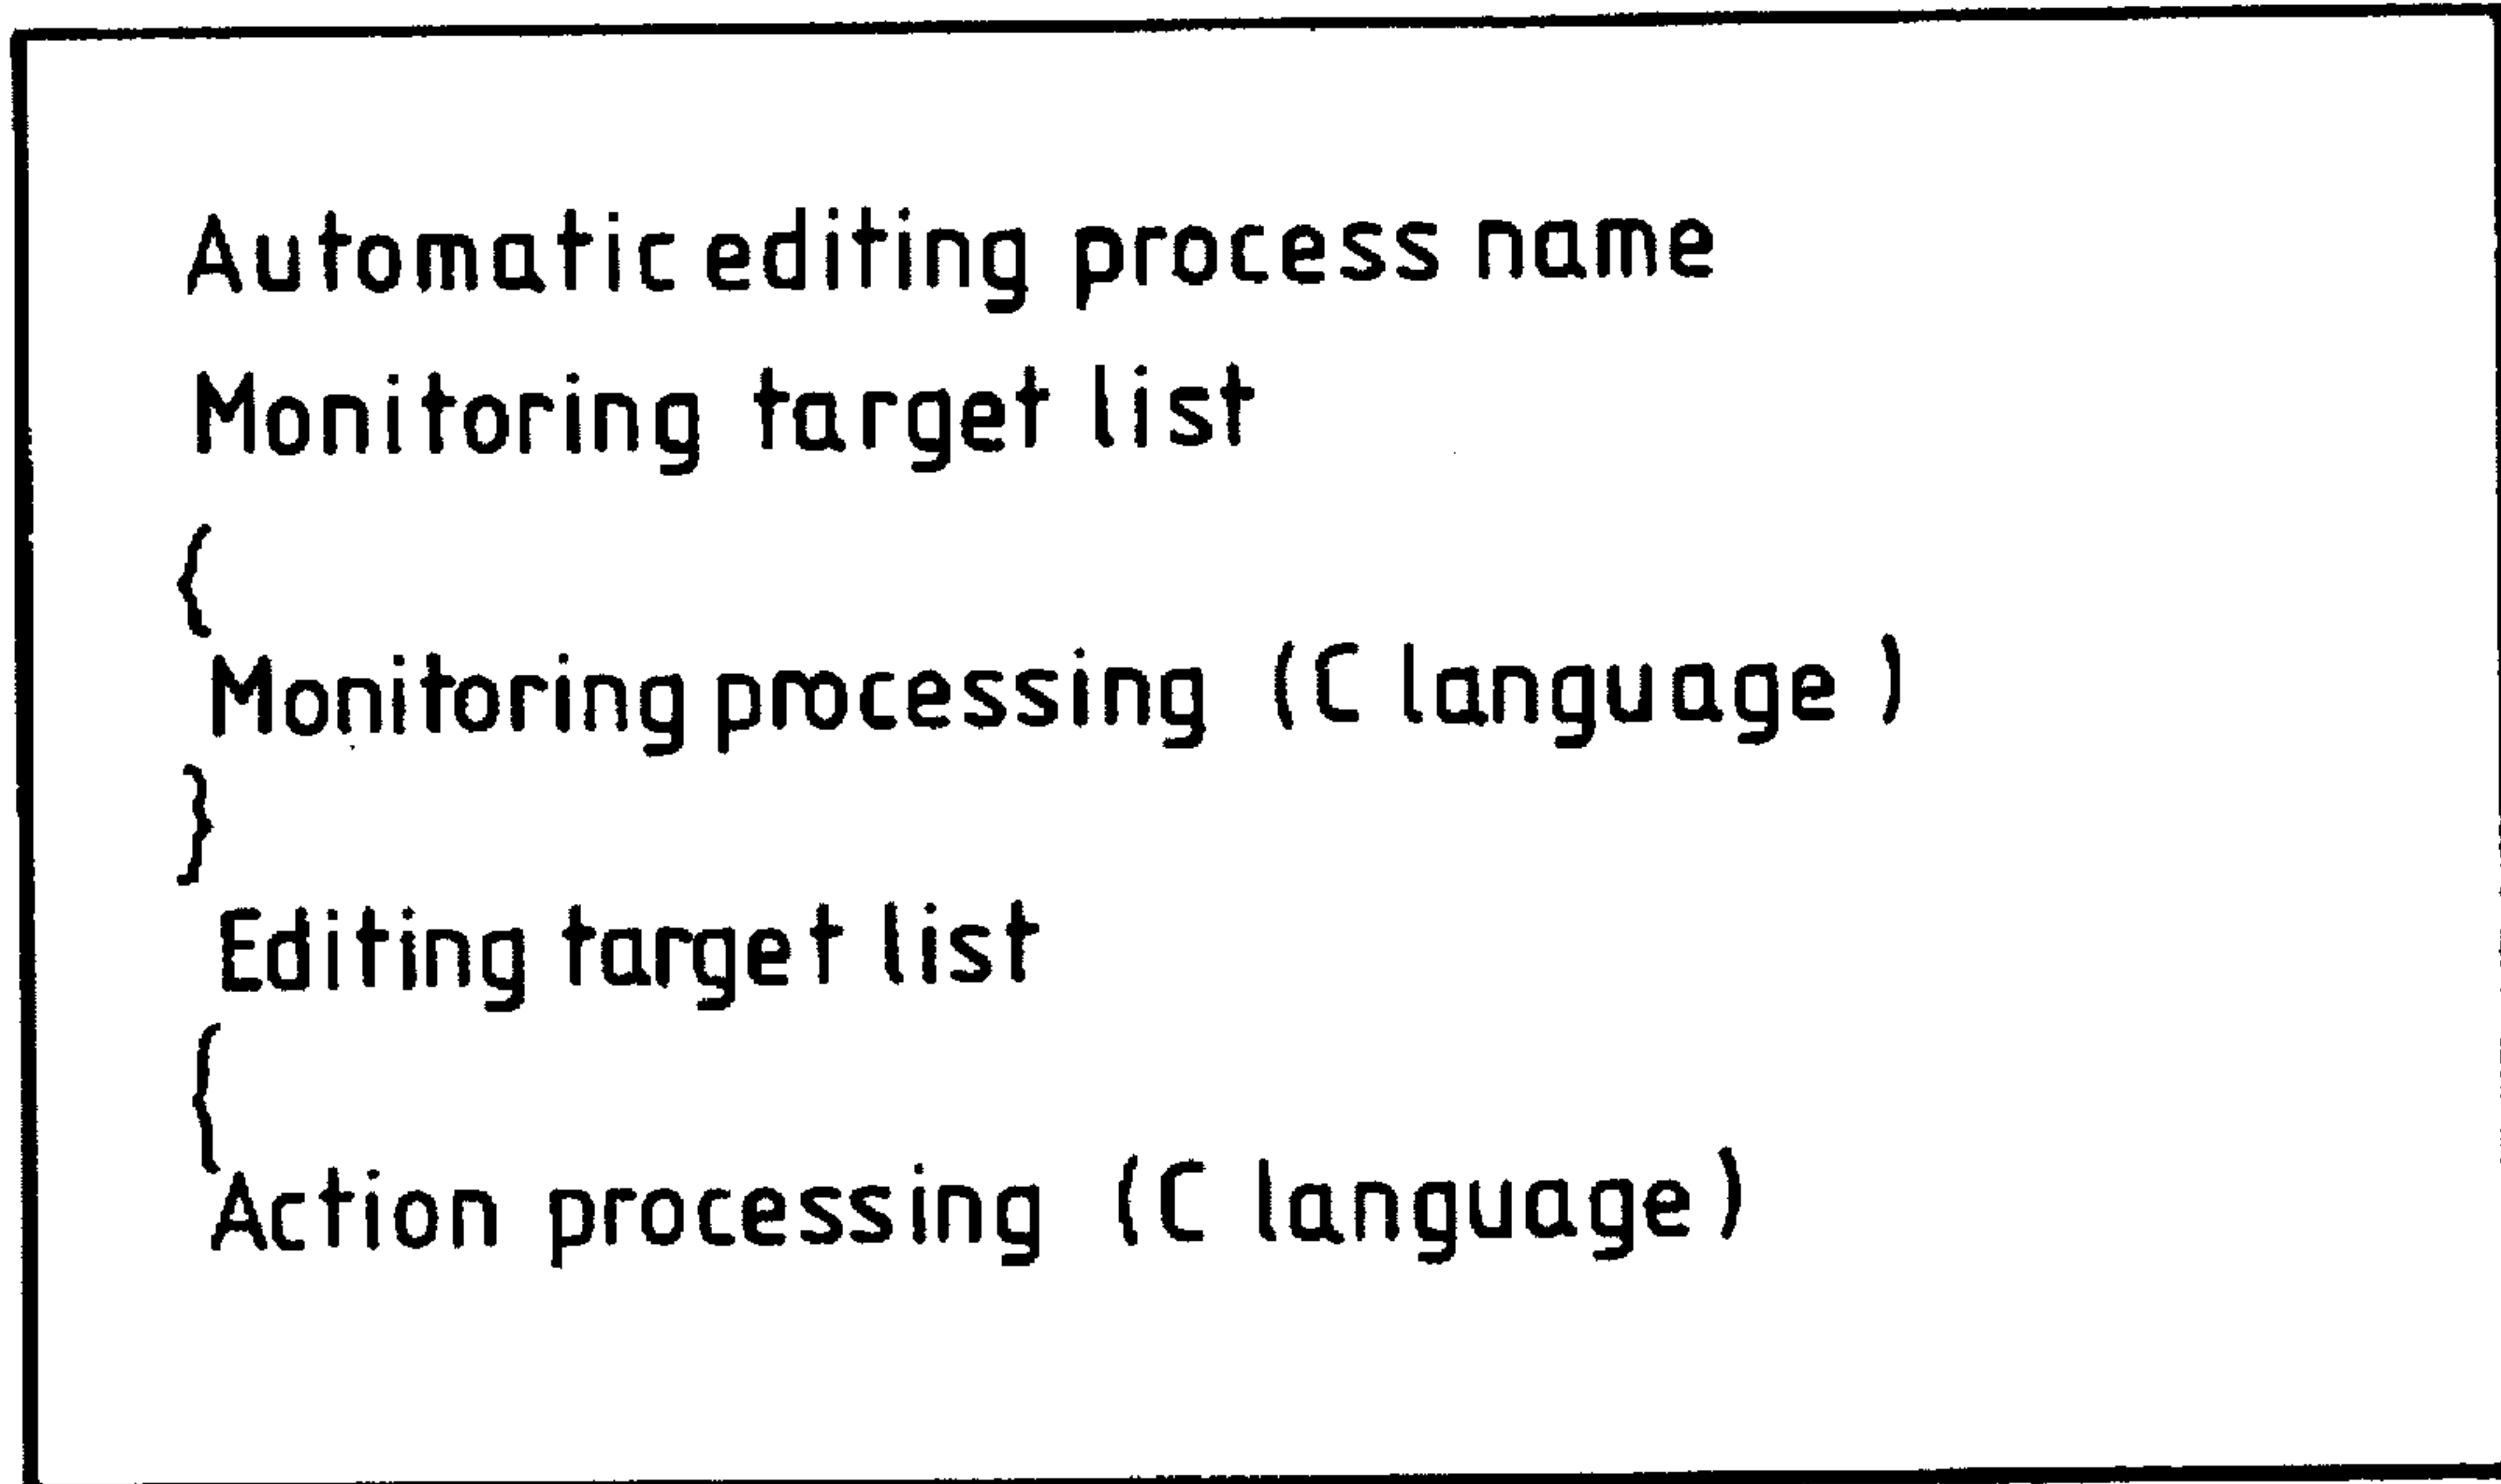 Automatic editing process name
Monitoring target list
{
Monitoring processing (C language)
}
Editing target list
{
Action processing (C language)